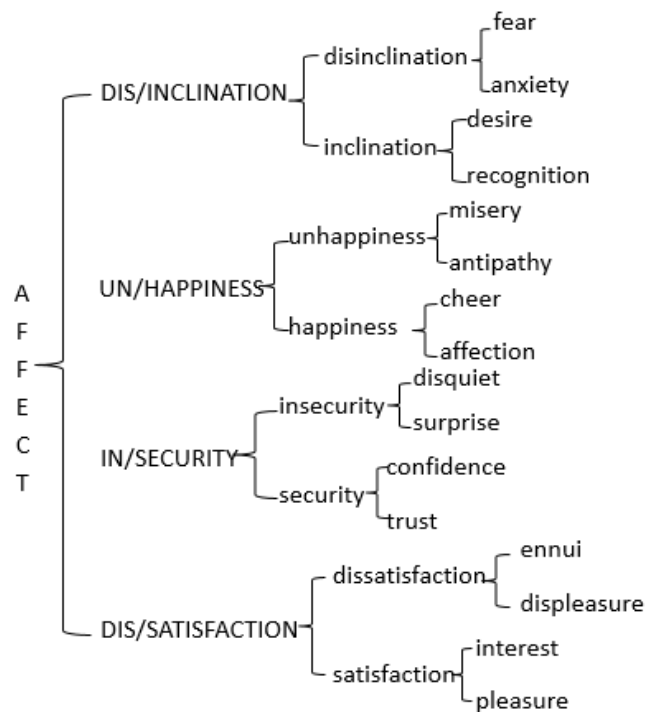 fear
disinclination
DIS/INCLINATION
anxiety
desire
inclination
recognition
misery
unhappiness
antipathy
UN/HAPPINESS
cheer
happiness
affection
disquiet
insecurity
surprise
IN/SECURITY
confidence
security
trust
ennui
dissatisfaction
displeasure
DIS/SATISFACTION
interest
satisfaction
pleasure
A
F
F
E
C
T